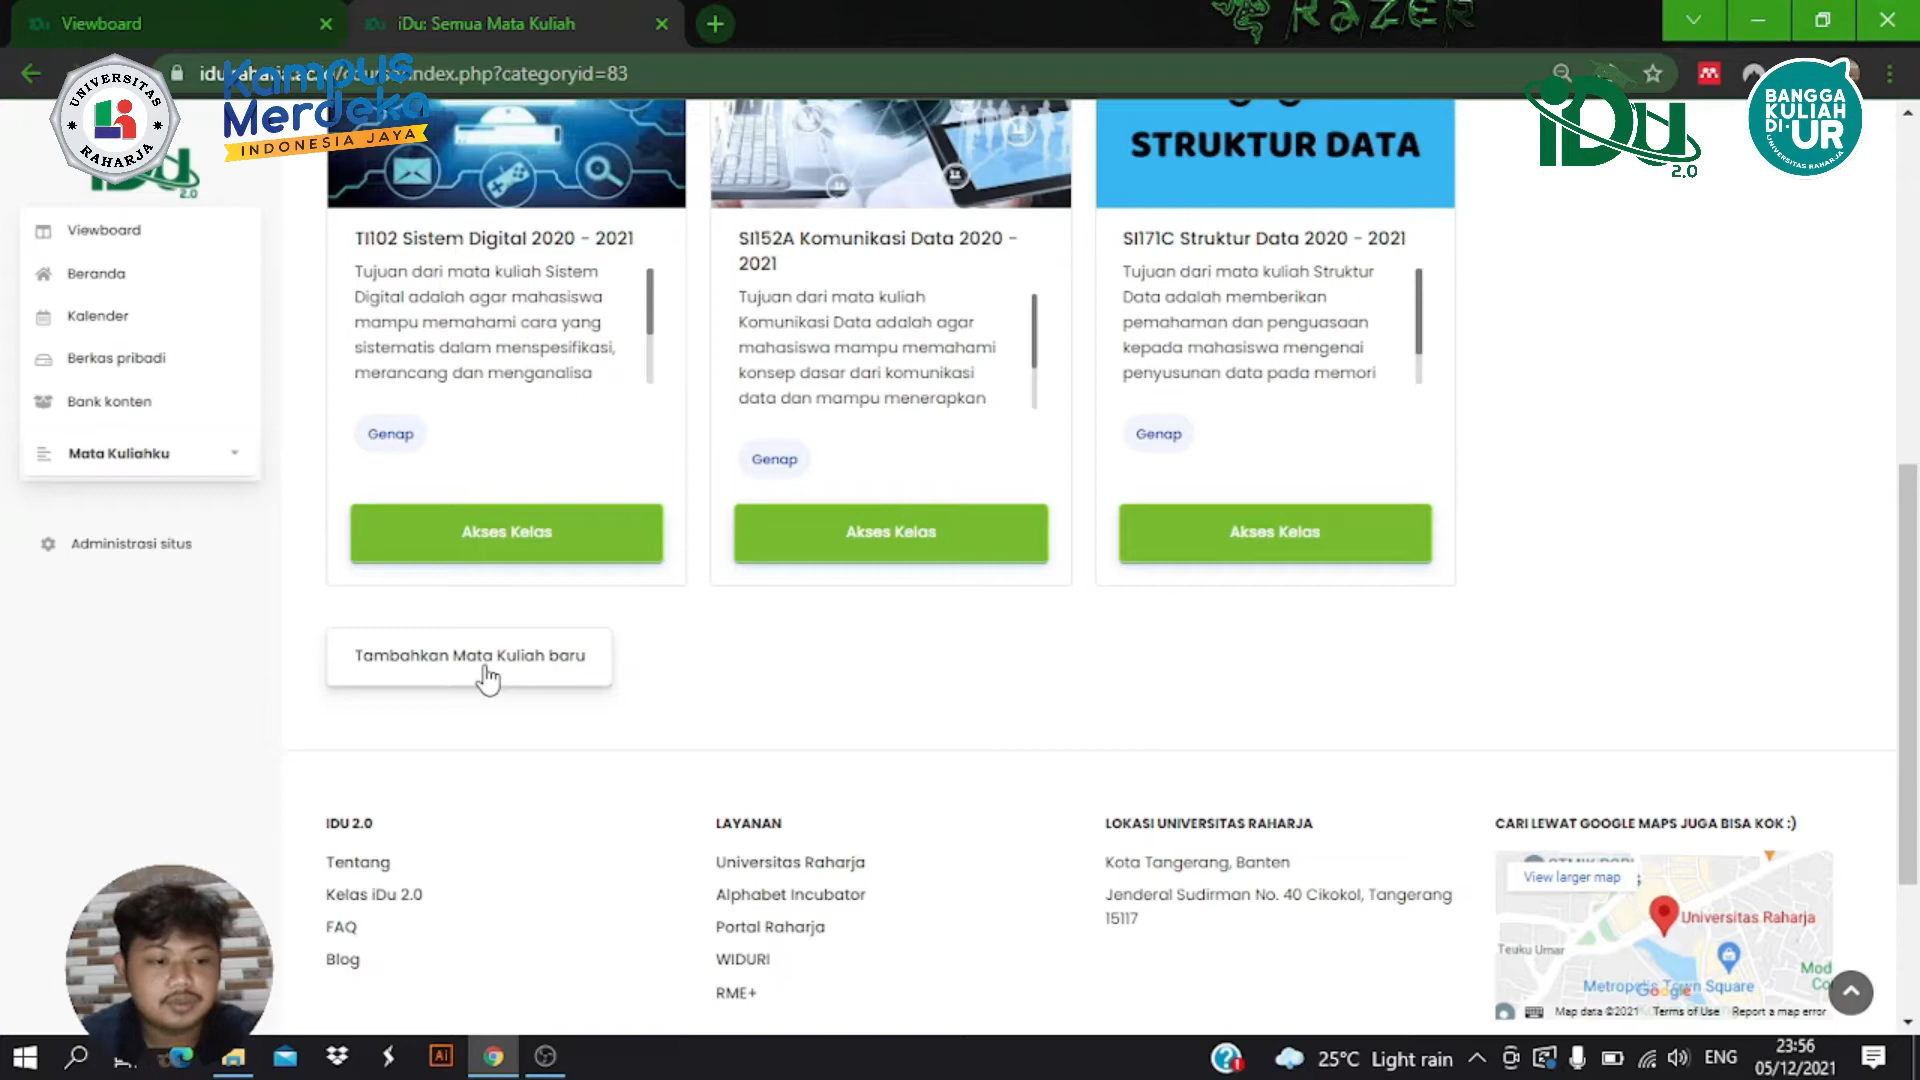 Viewboard
iDu: Semua Mata Kuliah
RAZER
index.php?categoryid=83
UNIVERSITAS
RAHARJA
Kampus
Merdeka
INDONESIA JAYA
iDu
2.0
BANGGA
KULIAH
DI-UR
UNIVERSITAS RAHARJA
2.0
STRUKTUR DATA
Viewboard
Beranda
Kalender
Berkas pribadi
Bank konten
Mata Kuliahku
Administrasi situs
TI102 Sistem Digital 2020 - 2021
Tujuan dari mata kuliah Sistem
Digital adalah agar mahasiswa
mampu memahami cara yang
sistematis dalam menspesifikasi,
merancang dan menganalisa
Genap
Akses Kelas
SI152A Komunikasi Data 2020 -
2021
Tujuan dari mata kuliah
Komunikasi Data adalah agar
mahasiswa mampu memahami
konsep dasar dari komunikasi
data dan mampu menerapkan
Genap
Akses Kelas
SI171C Struktur Data 2020 - 2021
Tujuan dari mata kuliah Struktur
Data adalah memberikan
pemahaman dan penguasaan
kepada mahasiswa mengenai
penyusunan data pada memori
Genap
Akses Kelas
Tambahkan Mata Kuliah baru
IDU 2.0
Tentang
Kelas iDu 2.0
FAQ
Blog
LAYANAN
Universitas Raharja
Alphabet Incubator
Portal Raharja
WIDURI
RME+
LOKASI UNIVERSITAS RAHARJA
Kota Tangerang, Banten
Jenderal Sudirman No. 40 Cikokol, Tangerang
15117
CARI LEWAT GOOGLE MAPS JUGA BISA KOK :)
View larger map
Universitas Raharja
Teuku Umar
Metropolis Town Square
Google
Map data ©2021
Terms of Use
Report a map error
Ai
25°C Light rain
ENG
23:56
05/12/2021